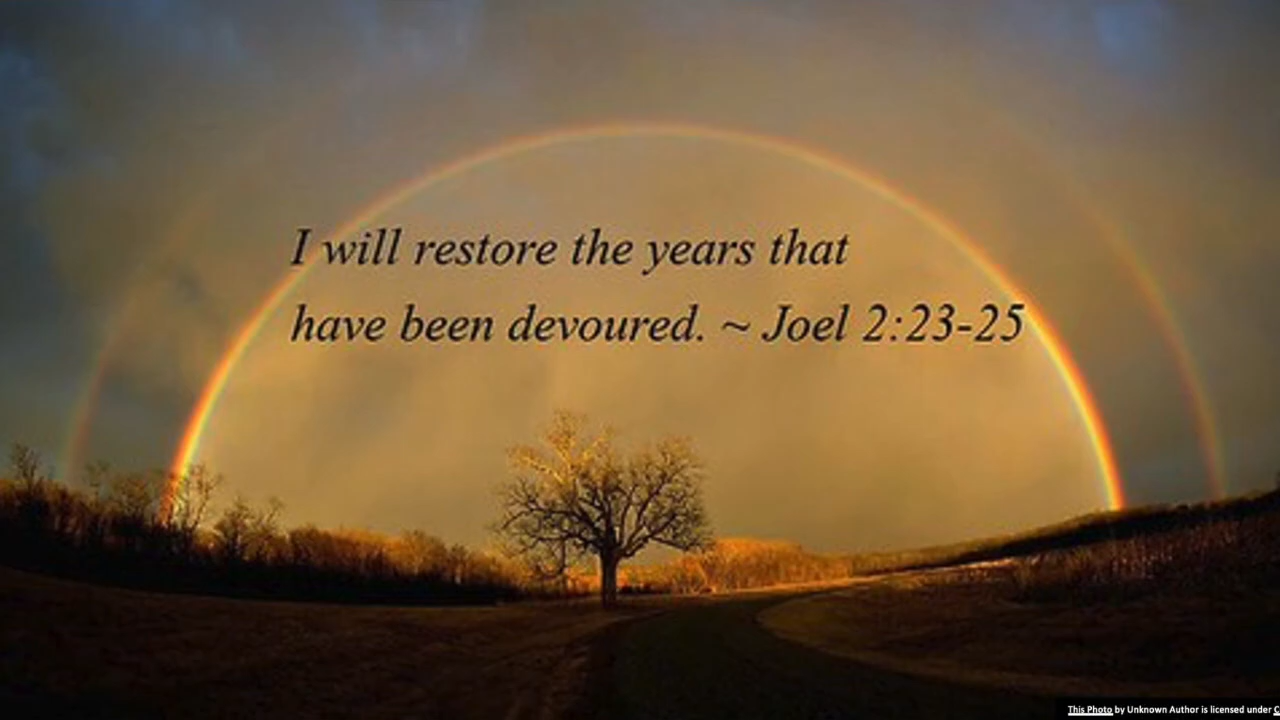 I will restore the years that
have been devoured. ~ Joel 2:23-25
This Photo by Unknown Author is licensed under C